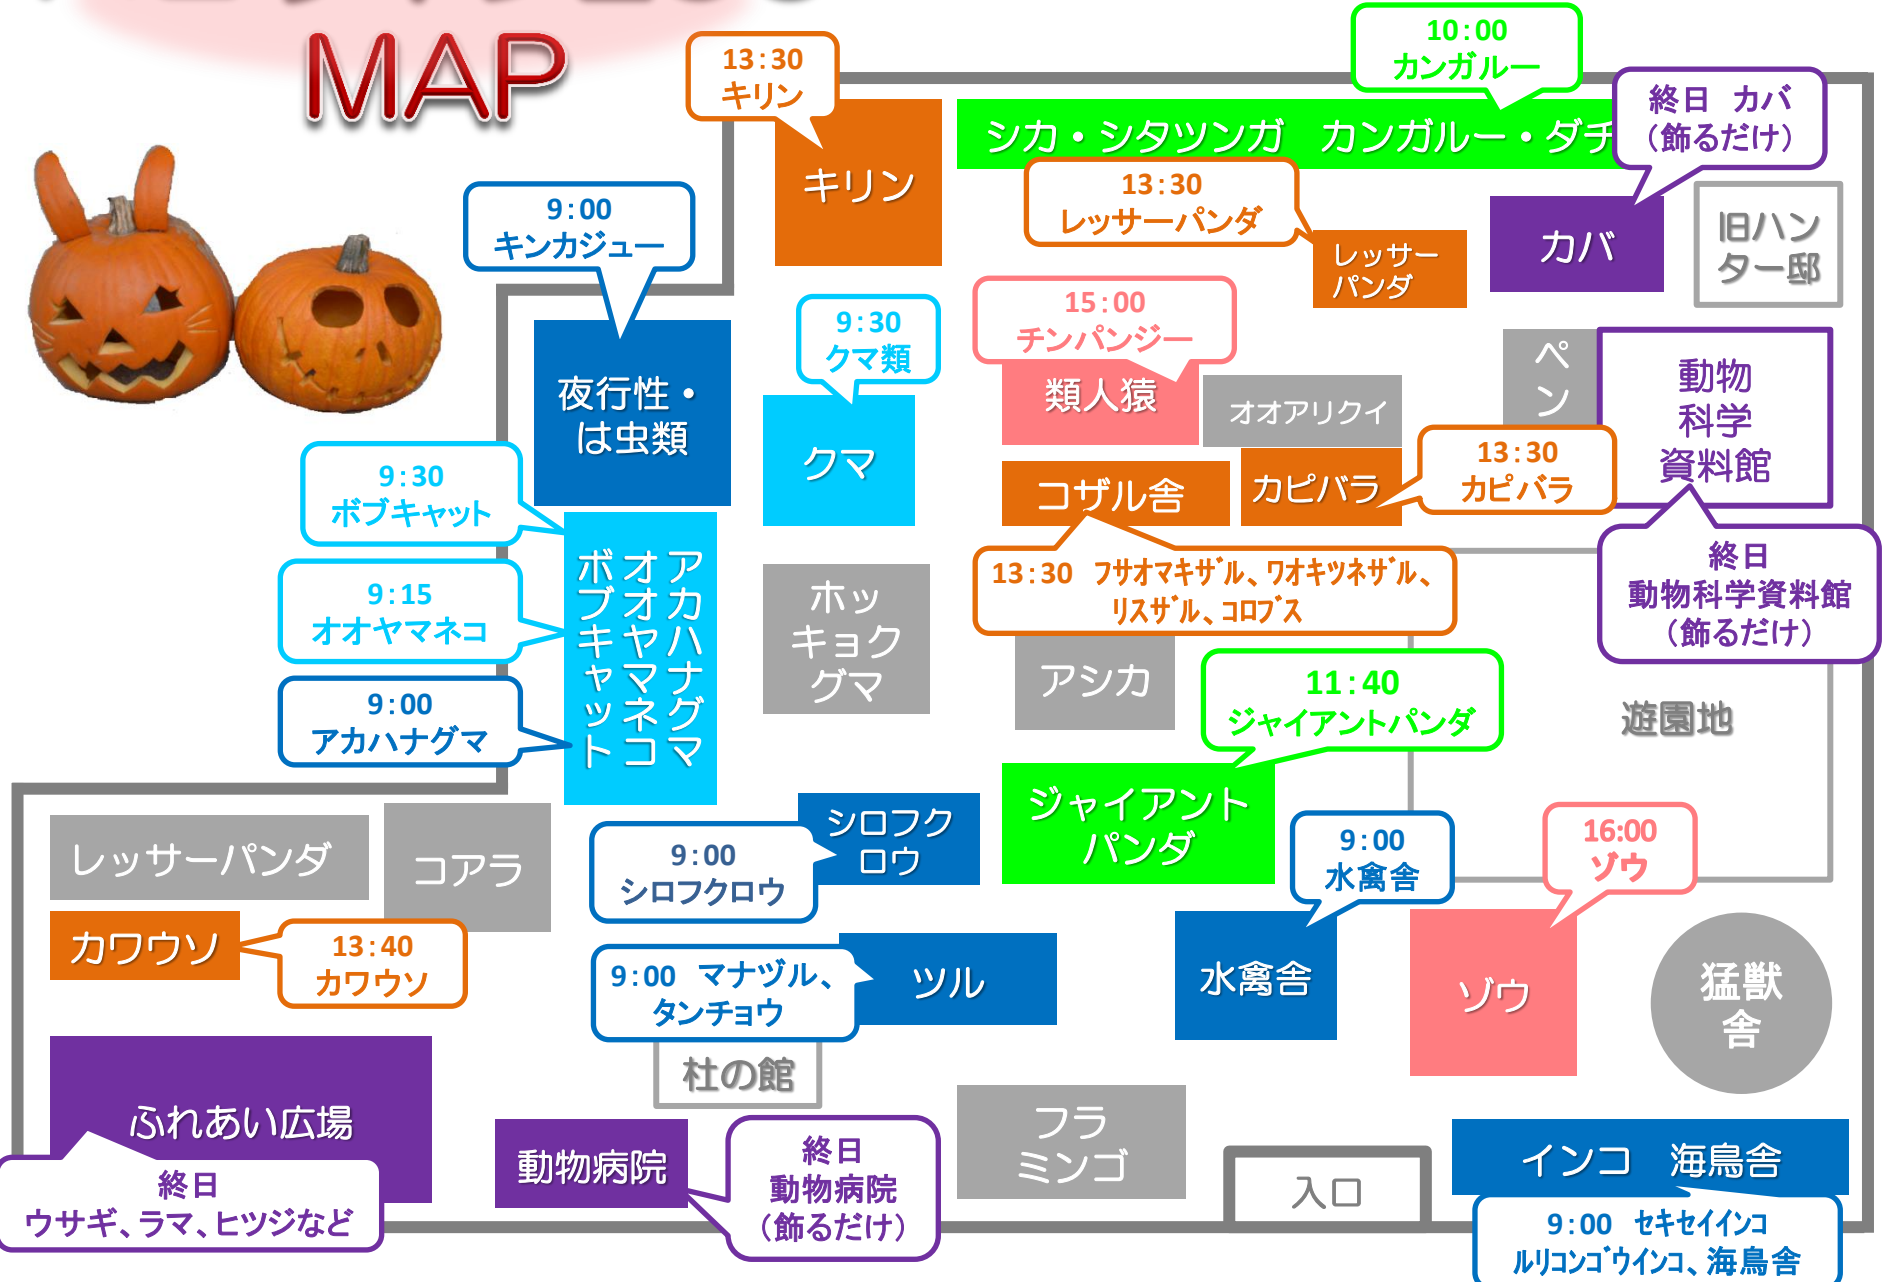 MAP
13:30
キリン
キリン
10:00
カンガルー
シカ・シタツンガ　カンガルー・ダチ
終日　カバ
（飾るだけ）
カバ
13:30
レッサーパンダ
レッサー
パンダ
旧ハン
ター邸
9:00
キンカジュー
夜行性・
は虫類
9:30
クマ類
クマ
15:00
チンパンジー
類人猿
オオアリクイ
ペ
ン
動物
科学
資料館
終日
動物科学資料館
（飾るだけ）
13:30
カピバラ
カピバラ
コザル舎
13:30　フサオマキザル、ワオキツネザル、
リスザル、コロブス
9:30
ボブキャット
9:15
オオヤマネコ
9:00
アカハナグマ
アカハナグマ
オオヤマネコ
ボブキャット
ホッ
キョク
グマ
アシカ
11:40
ジャイアントパンダ
ジャイアント
パンダ
遊園地
レッサーパンダ
コアラ
9:00
シロフクロウ
シロフク
ロウ
9:00
水禽舎
水禽舎
16:00
ゾウ
ゾウ
猛獣
舎
カワウソ
13:40
カワウソ
9:00　マナヅル、
タンチョウ
ツル
杜の館
ふれあい広場
終日
ウサギ、ラマ、ヒツジなど
動物病院
終日
動物病院
（飾るだけ）
フラ
ミンゴ
入口
インコ　海鳥舎
9:00　セキセイインコ
ルリコンゴウインコ、海鳥舎